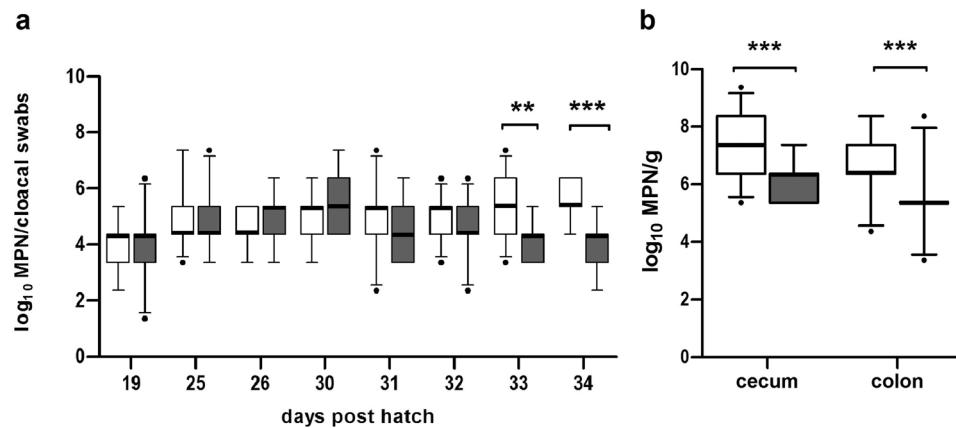 a
log10 MPN/cloacal swabs
10
8
6
4
2
0
** ***
19 25 26 30 31 32 33 34
days post hatch
b
log10 MPN/g
10
8
6
4
2
0
*** ***
cecum colon